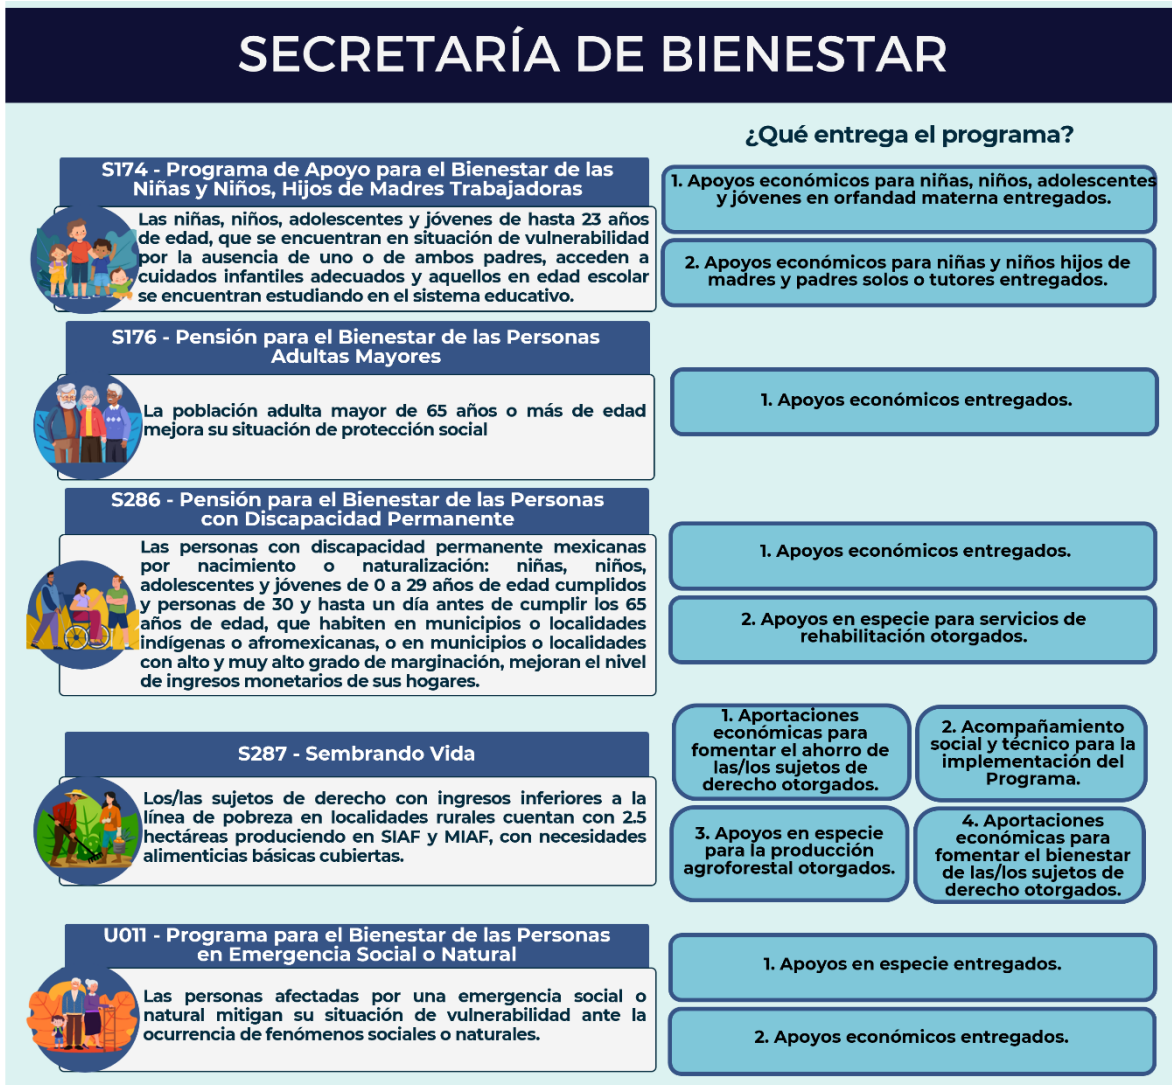 SECRETARÍA DE BIENESTAR
¿Qué entrega el programa?
S174 - Programa de Apoyo para el Bienestar de las
Niñas y Niños, Hijos de Madres Trabajadoras
Las niñas, niños, adolescentes y jóvenes de hasta 23 años
de edad, que se encuentran en situación de vulnerabilidad
por la ausencia de uno o de ambos padres, acceden a
cuidados infantiles adecuados y aquellos en edad escolar
se encuentran estudiando en el sistema educativo.
1. Apoyos económicos para niñas, niños, adolescentes
y jóvenes en orfandad materna entregados.
2. Apoyos económicos para niñas y niños hijos de
madres y padres solos o tutores entregados.
S176 - Pensión para el Bienestar de las Personas
Adultas Mayores
La población adulta mayor de 65 años o más de edad
mejora su situación de protección social
1. Apoyos económicos entregados.
S286 - Pensión para el Bienestar de las Personas
con Discapacidad Permanente
Las personas con discapacidad permanente mexicanas
por nacimiento o naturalización: niñas, niños,
adolescentes y jóvenes de 0 a 29 años de edad cumplidos
y personas de 30 y hasta un día antes de cumplir los 65
años de edad, que habiten en municipios o localidades
indígenas o afromexicanas, o en municipios o localidades
con alto y muy alto grado de marginación, mejoran el nivel
de ingresos monetarios de sus hogares.
1. Apoyos económicos entregados.
2. Apoyos en especie para servicios de
rehabilitación otorgados.
S287 - Sembrando Vida
Los/las sujetos de derecho con ingresos inferiores a la
línea de pobreza en localidades rurales cuentan con 2.5
hectáreas produciendo en SIAF y MIAF, con necesidades
alimenticias básicas cubiertas.
1. Aportaciones
económicas para
fomentar el ahorro de
las/los sujetos de
derecho otorgados.
2. Acompañamiento
social y técnico para la
implementación del
Programa.
3. Apoyos en especie
para la producción
agroforestal otorgados.
4. Aportaciones
económicas para
fomentar el bienestar
de las/los sujetos de
derecho otorgados.
U011 - Programa para el Bienestar de las Personas
en Emergencia Social o Natural
Las personas afectadas por una emergencia social o
natural mitigan su situación de vulnerabilidad ante la
ocurrencia de fenómenos sociales o naturales.
1. Apoyos en especie entregados.
2. Apoyos económicos entregados.